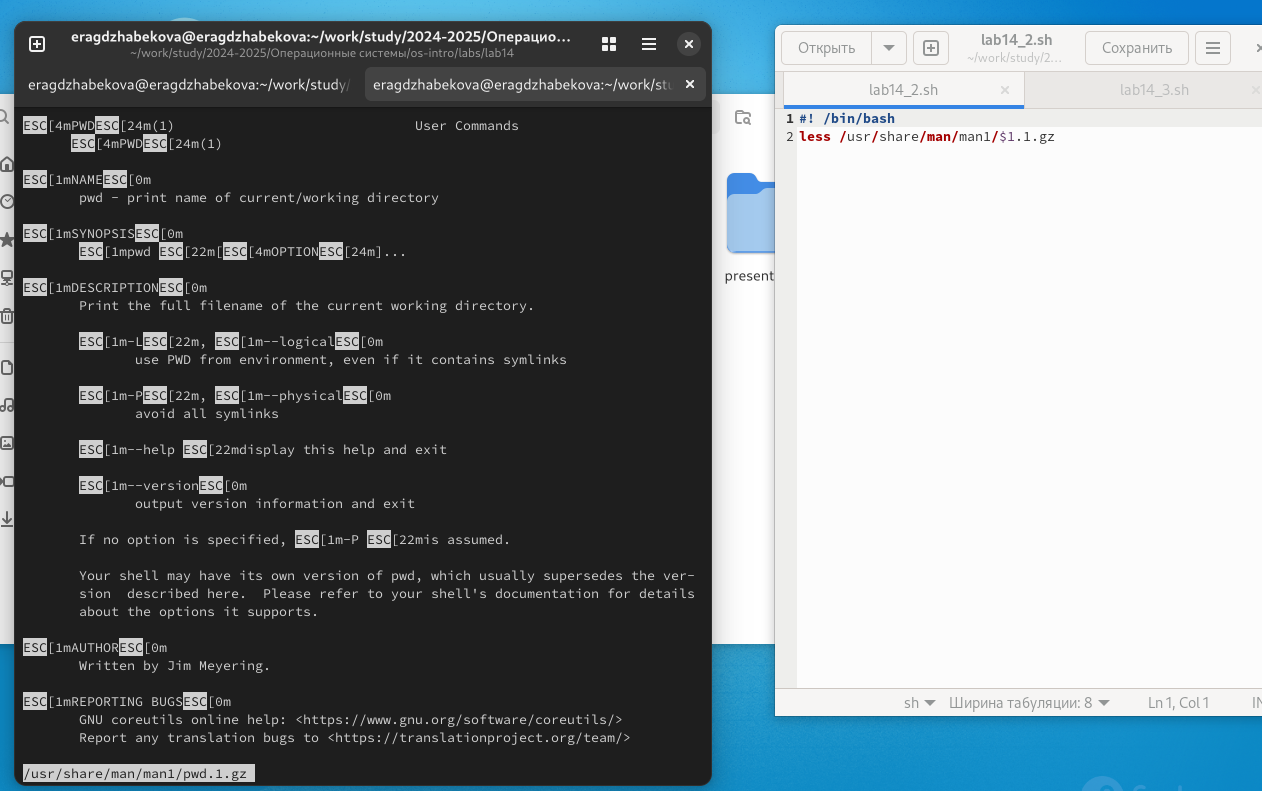 eragdzhabekova@eragdzhabekova:~/work/study/2024-2025/Операцио...
~/work/study/2024-2025/Операционные системы/os-intro/labs/lab14
eragdzhabekova@eragdzhabekova:~/work/study/
eragdzhabekova@eragdzhabekova:~/work/stu
ESC[4mPWDESC[24m(1) User Commands
ESC[4mPWDESC[24m(1)
ESC[1mNAMEESC[0m
pwd - print name of current/working directory
ESC[1mSYNOPSISESC[0m
ESC[1mpwd ESC[22m[ESC[4mOPTIONESC[24m]...
ESC[1mDESCRIPTIONESC[0m
Print the full filename of the current working directory.
ESC[1m-LESC[22m, ESC[1m--logicalESC[0m
use PWD from environment, even if it contains symlinks
ESC[1m-PESC[22m, ESC[1m--physicalESC[0m
avoid all symlinks
ESC[1m--help ESC[22mdisplay this help and exit
ESC[1m--versionESC[0m
output version information and exit
If no option is specified, ESC[1m-P ESC[22mis assumed.
Your shell may have its own version of pwd, which usually supersedes the ver-
sion  described here.  Please refer to your shell's documentation for details
about the options it supports.
ESC[1mAUTHORESC[0m
Written by Jim Meyering.
ESC[1mREPORTING BUGSESC[0m
GNU coreutils online help: <https://www.gnu.org/software/coreutils/>
Report any translation bugs to <https://translationproject.org/team/>
/usr/share/man/man1/pwd.1.gz
present
Открыть
lab14_2.sh
~/work/study/2...
Сохранить
lab14_2.sh
lab14_3.sh
1 #! /bin/bash
2 less /usr/share/man/man1/$1.1.gz
sh
Ширина табуляции: 8
Ln 1, Col 1